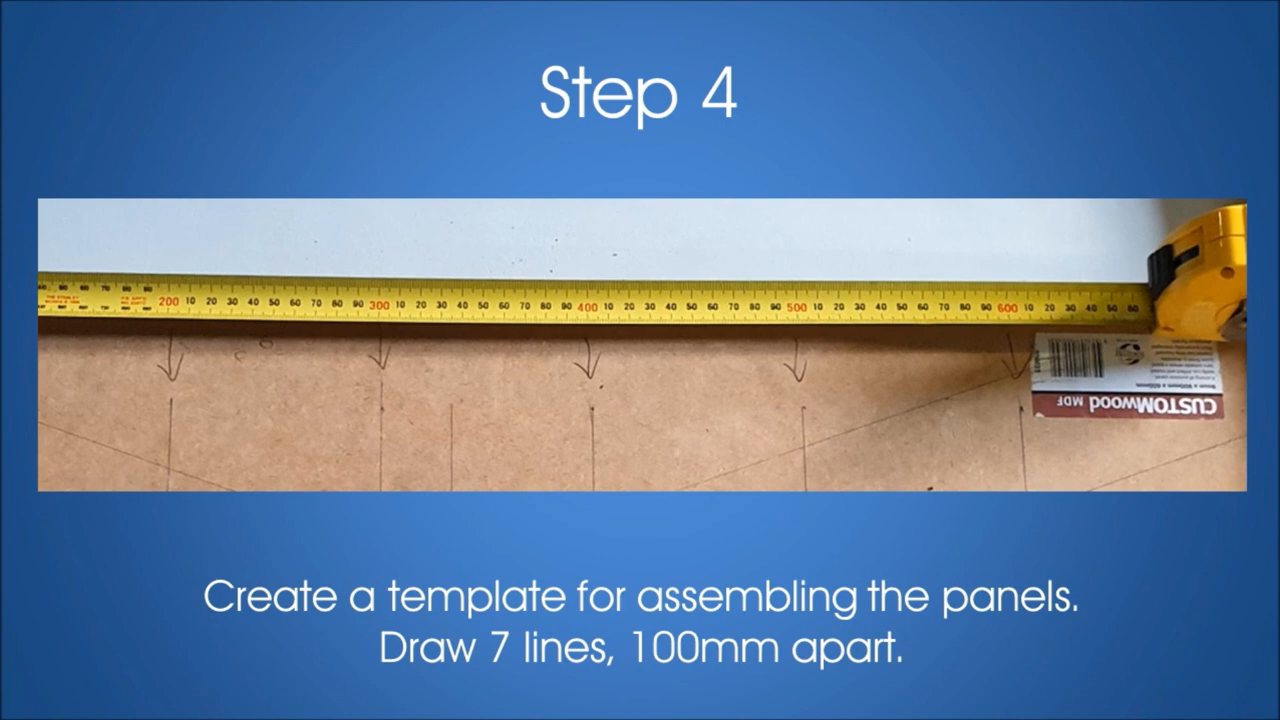 Step 4
200 10 20 30 40 50 60 70 80 90 300 10 20 30 40 50 60 70 80 90 400 10 20 30 40 50 60 70 80 90 500 10 20 30 40 50 60 70 80 90 600 10 20 30 40 50 60
CUSTOMwood MDF
Create a template for assembling the panels.
Draw 7 lines, 100mm apart.